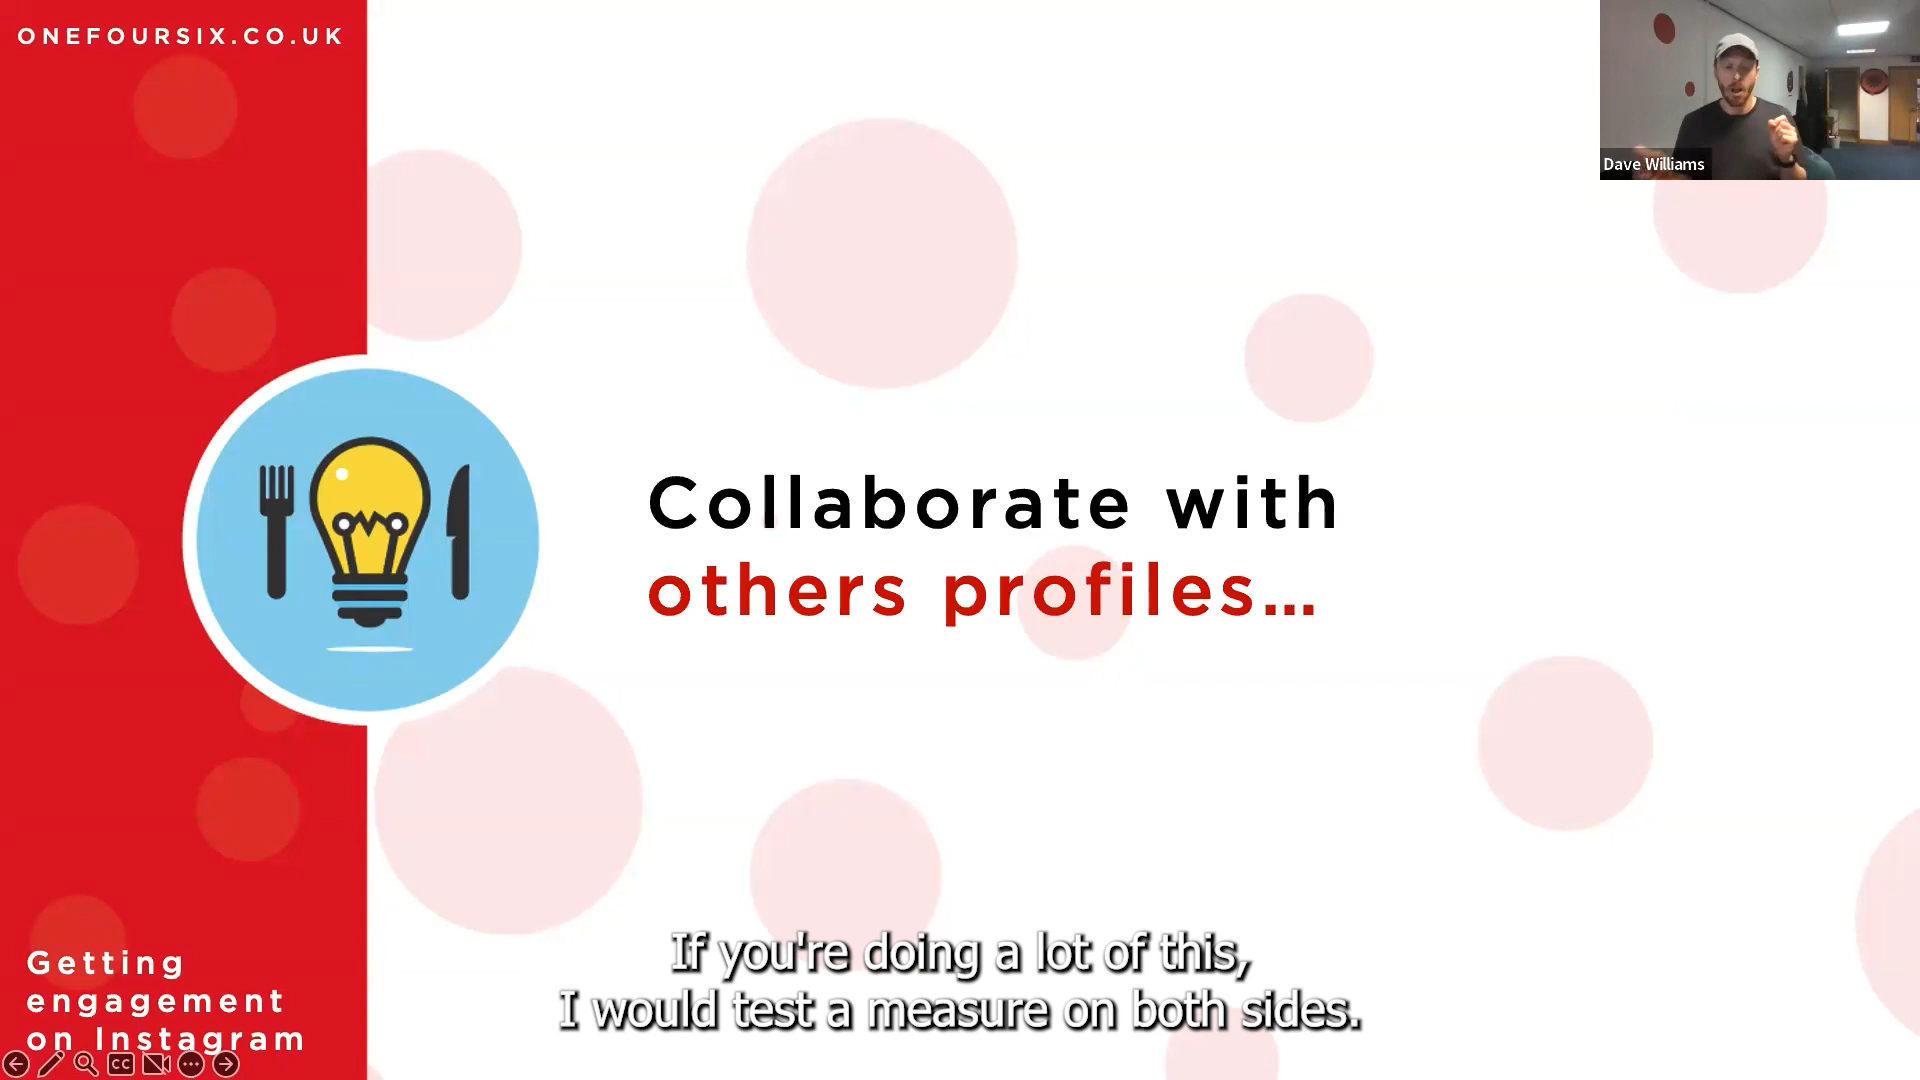 ONEFOURSIX.CO.UK
Dave Williams
Collaborate with
others profiles...
If you're doing a lot of this,
I would test a measure on both sides.
Getting
engagement
on Instagram
CC